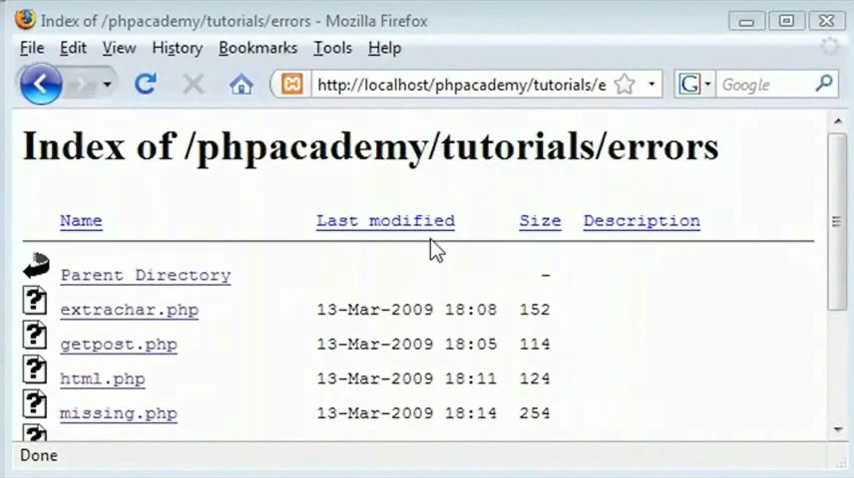 Index of /phpacademy/tutorials/errors - Mozilla Firefox
File Edit View History Bookmarks Tools Help
http://localhost/phpacademy/tutorials/e G Google
Index of /phpacademy/tutorials/errors
Name Last modified Size Description
Parent Directory -
extrachar.php 13-Mar-2009 18:08 152
getpost.php 13-Mar-2009 18:05 114
html.php 13-Mar-2009 18:11 124
missing.php 13-Mar-2009 18:14 254
Done